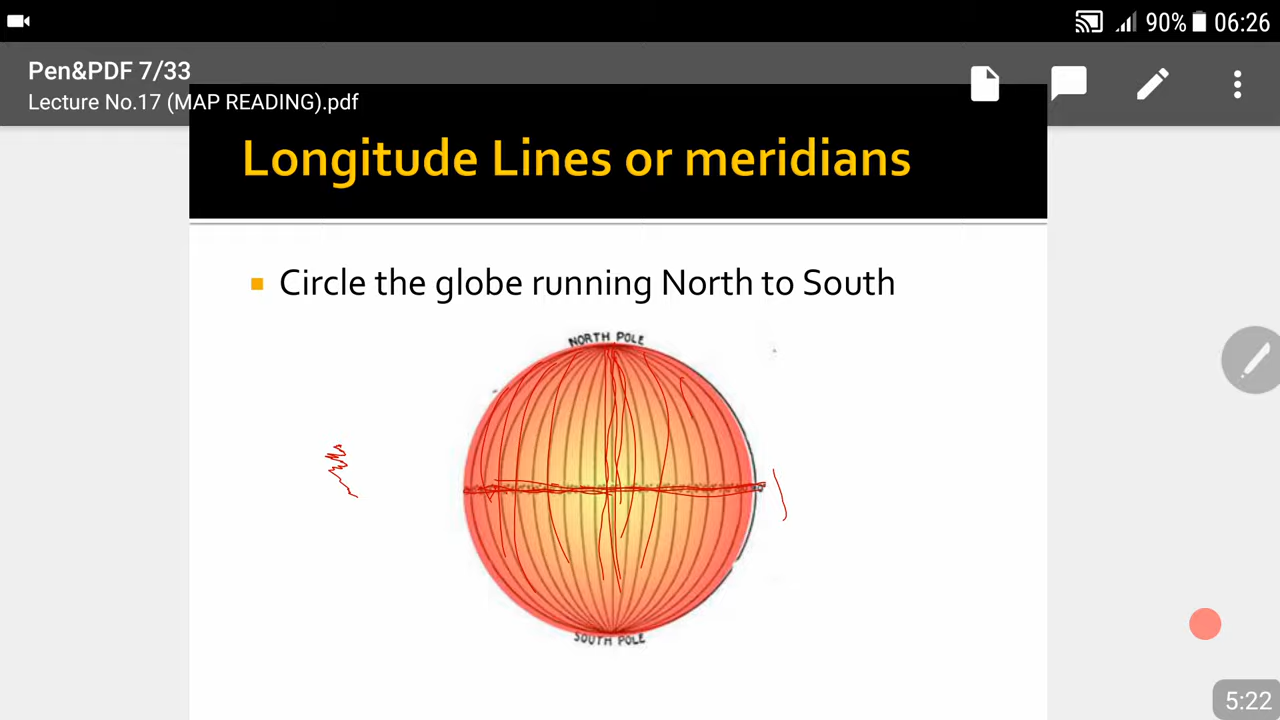 90% 06:26
Pen&PDF 7/33
Lecture No.17 (MAP READING).pdf
Longitude Lines or meridians
Circle the globe running North to South
NORTH POLE
SOUTH POLE
5:22